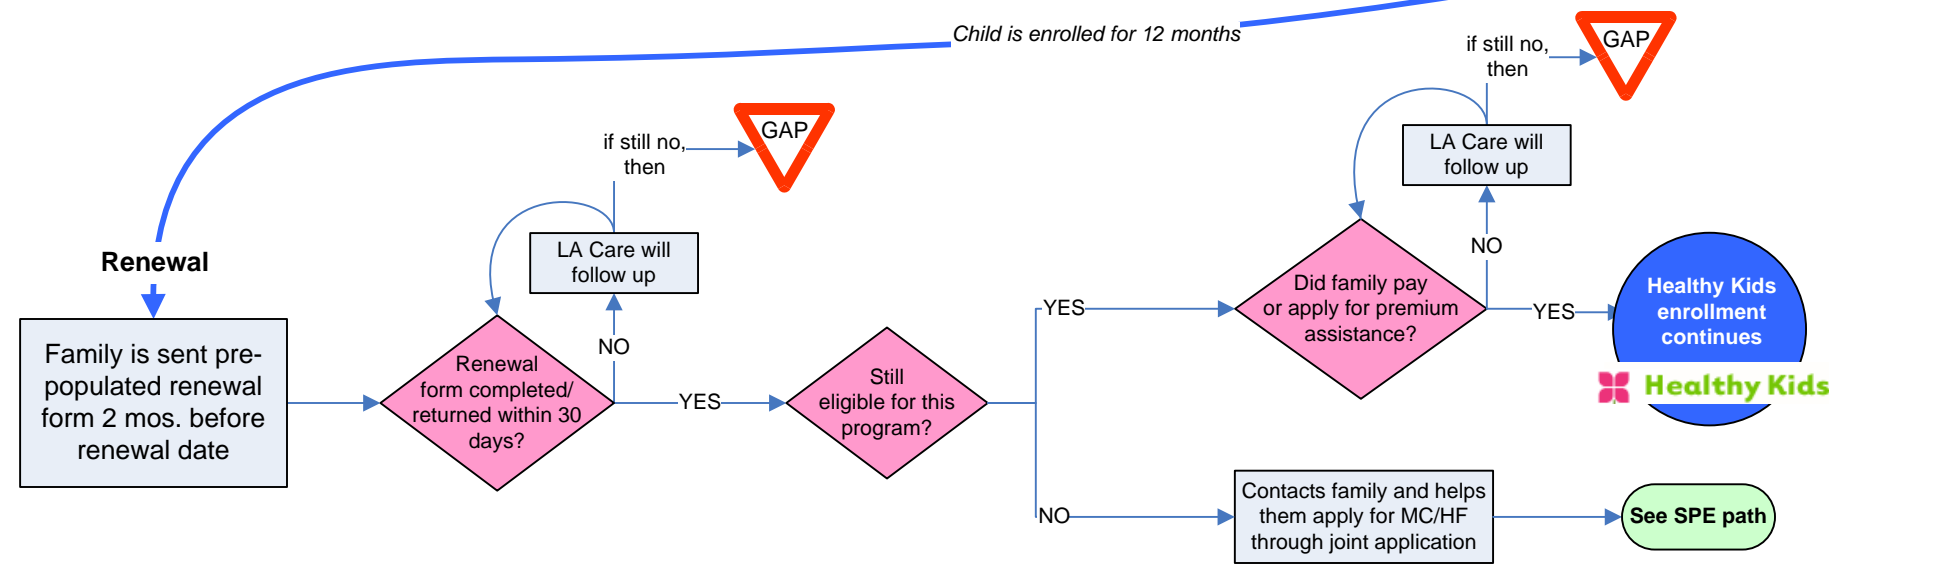 Child is enrolled for 12 months
Renewal
Family is sent pre-
populated renewal
form 2 mos. before
renewal date
Renewal
form completed/
returned within 30
days?
NO
LA Care will
follow up
if still no,
then
GAP
YES
Still
eligible for this
program?
YES
Did family pay
or apply for premium
assistance?
NO
LA Care will
follow up
if still no,
then
GAP
YES
Healthy Kids
enrollment
continues
Healthy Kids
NO
Contacts family and helps
them apply for MC/HF
through joint application
See SPE path